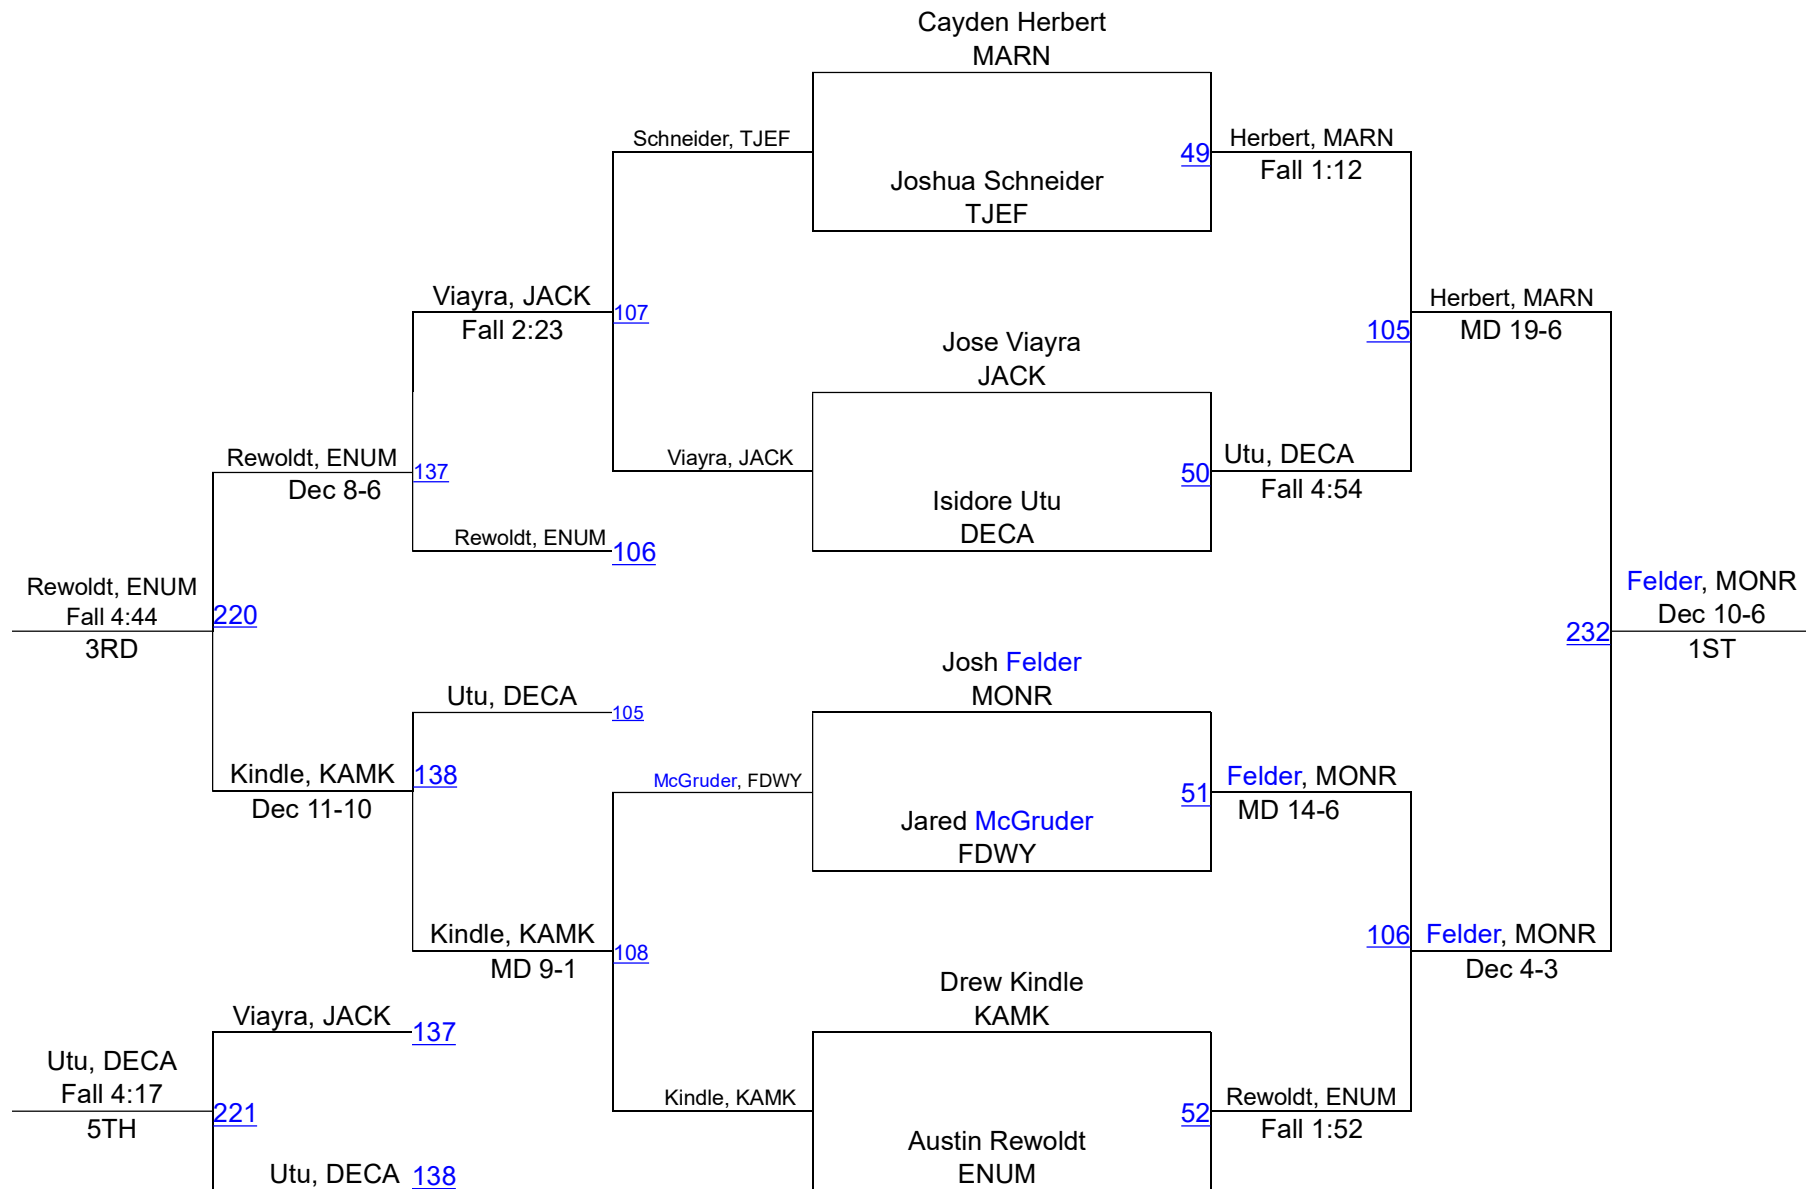 Cayden Herbert
MARN
Schneider, TJEF
49
Herbert, MARN
Fall 1:12
Joshua Schneider
TJEF
Viayra, JACK
Fall 2:23
107
Herbert, MARN
MD 19-6
105
Jose Viayra
JACK
Rewoldt, ENUM
Dec 8-6
137
Viayra, JACK
50
Utu, DECA
Fall 4:54
Isidore Utu
DECA
Rewoldt, ENUM
106
Rewoldt, ENUM
Fall 4:44
3RD
220
Felder, MONR
Dec 10-6
1ST
232
Josh Felder
MONR
Utu, DECA
105
Kindle, KAMK
Dec 11-10
138
McGruder, FDWY
51
Felder, MONR
MD 14-6
Jared McGruder
FDWY
Kindle, KAMK
MD 9-1
108
106
Felder, MONR
Dec 4-3
Drew Kindle
KAMK
Viayra, JACK
137
Utu, DECA
Fall 4:17
5TH
221
Kindle, KAMK
52
Rewoldt, ENUM
Fall 1:52
Austin Rewoldt
ENUM
Utu, DECA
138